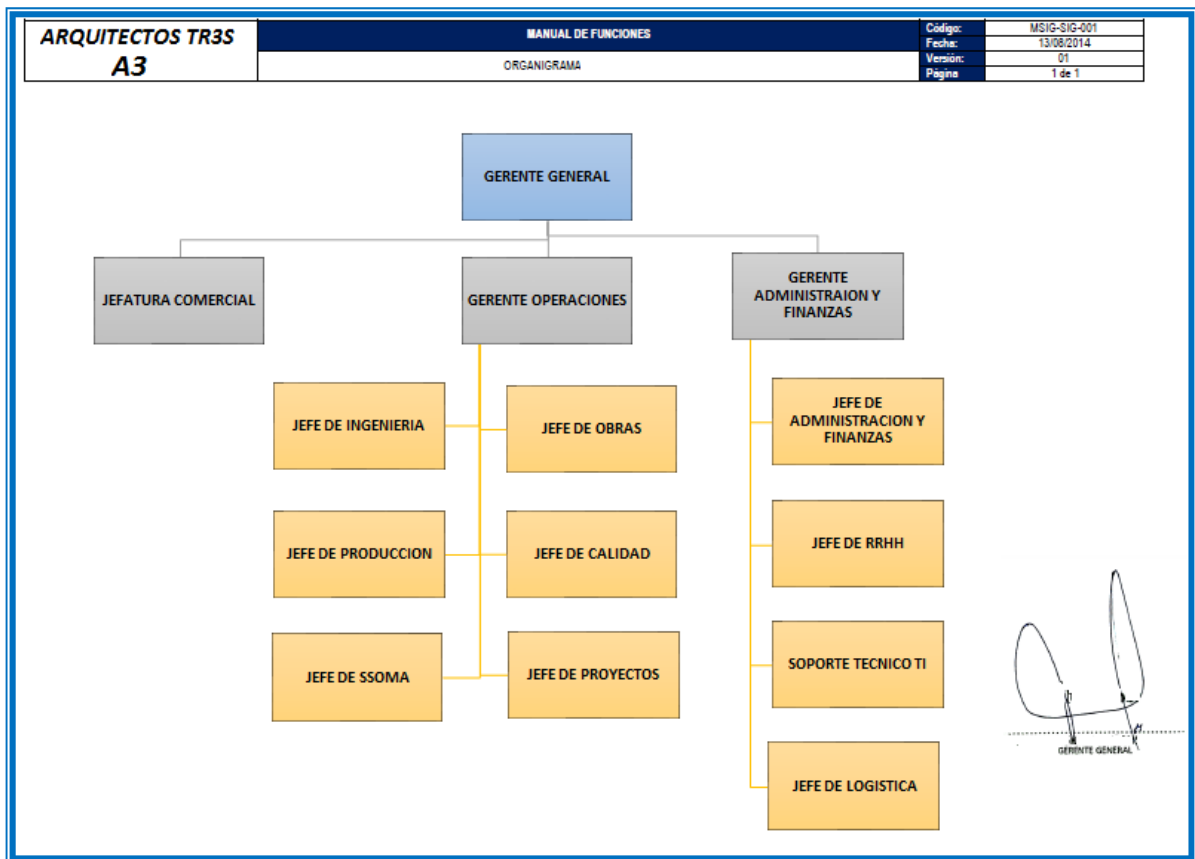 ARQUITECTOS TR3S
A3
MANUAL DE FUNCIONES
ORGANIGRAMA
Código: MSIG-SIG-001
Fecha: 13/06/2014
Versión: 01
Página 1 de 1
GERENTE GENERAL
JEFATURA COMERCIAL
GERENTE OPERACIONES
GERENTE
ADMINISTRAION Y
FINANZAS
JEFE DE INGENIERIA
JEFE DE OBRAS
JEFE DE
ADMINISTRACION Y
FINANZAS
JEFE DE PRODUCCION
JEFE DE CALIDAD
JEFE DE RRHH
JEFE DE SSOMA
JEFE DE PROYECTOS
SOPORTE TECNICO TI
JEFE DE LOGISTICA
GERENTE GENERAL